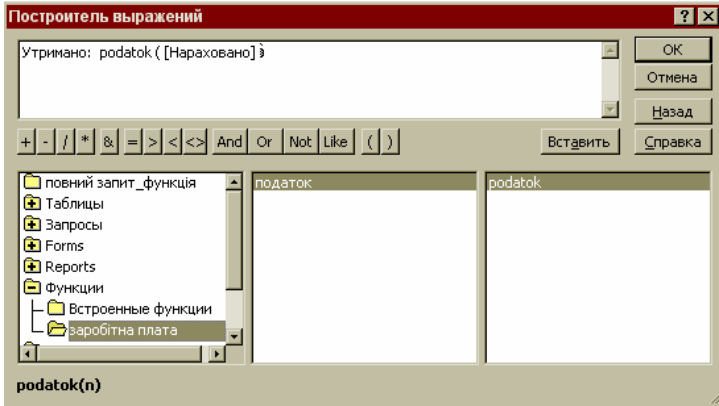 Построитель выражений
Утримано: podatok ( [Нараховано] )
ОК
Отмена
Назад
Справка
+ - / * & = > < <> And Or Not Like ( )
Вставить
повний запит_функція
Таблицы
Запросы
Forms
Reports
Функции
Встроенные функции
заробітна плата
податок
podatok
podatok(n)